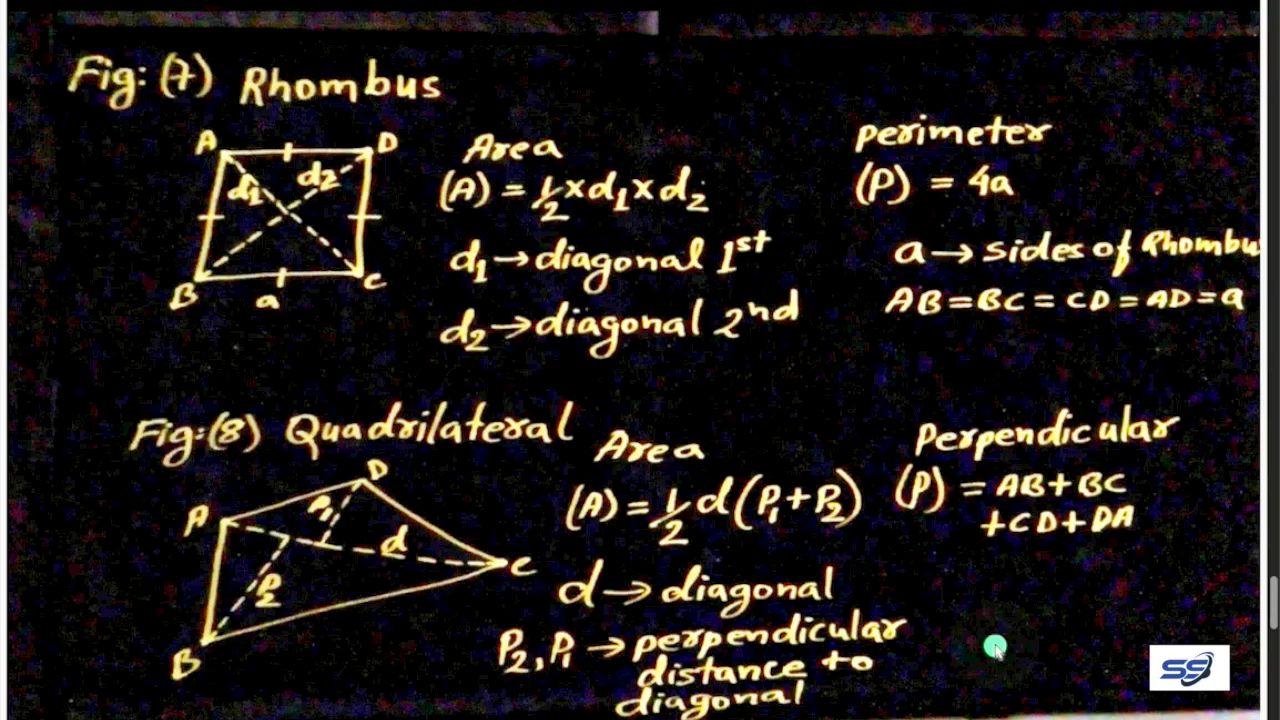 Fig: (7) Rhombus
A
D
d1
d2
B
a
C
Area
(A) = 1/2 x d1 x d2
d1 → diagonal 1st
d2 → diagonal 2nd
perimeter
(P) = 4a
a → sides of Rhombu
AB = BC = CD = AD = a
Fig:(8) Quadrilateral
D
A
P1
d
C
P2
B
Area
(A) = 1/2 d (P1 + P2)
d → diagonal
P2, P1 → perpendicular
distance to
diagonal
Perpendicular
(P) = AB + BC
+ CD + DA
S9